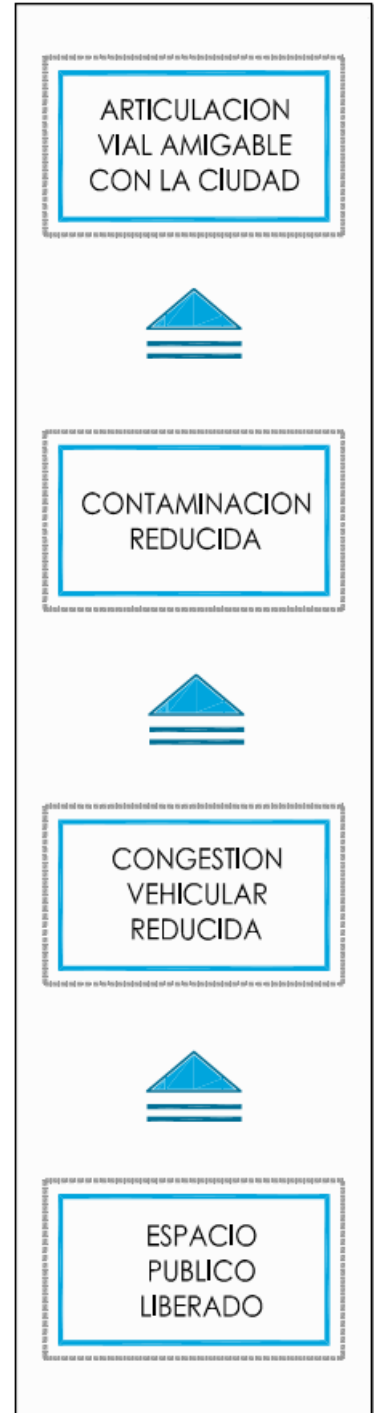 ARTICULACION
VIAL AMIGABLE
CON LA CIUDAD
CONTAMINACION
REDUCIDA
CONGESTION
VEHICULAR
REDUCIDA
ESPACIO
PUBLICO
LIBERADO